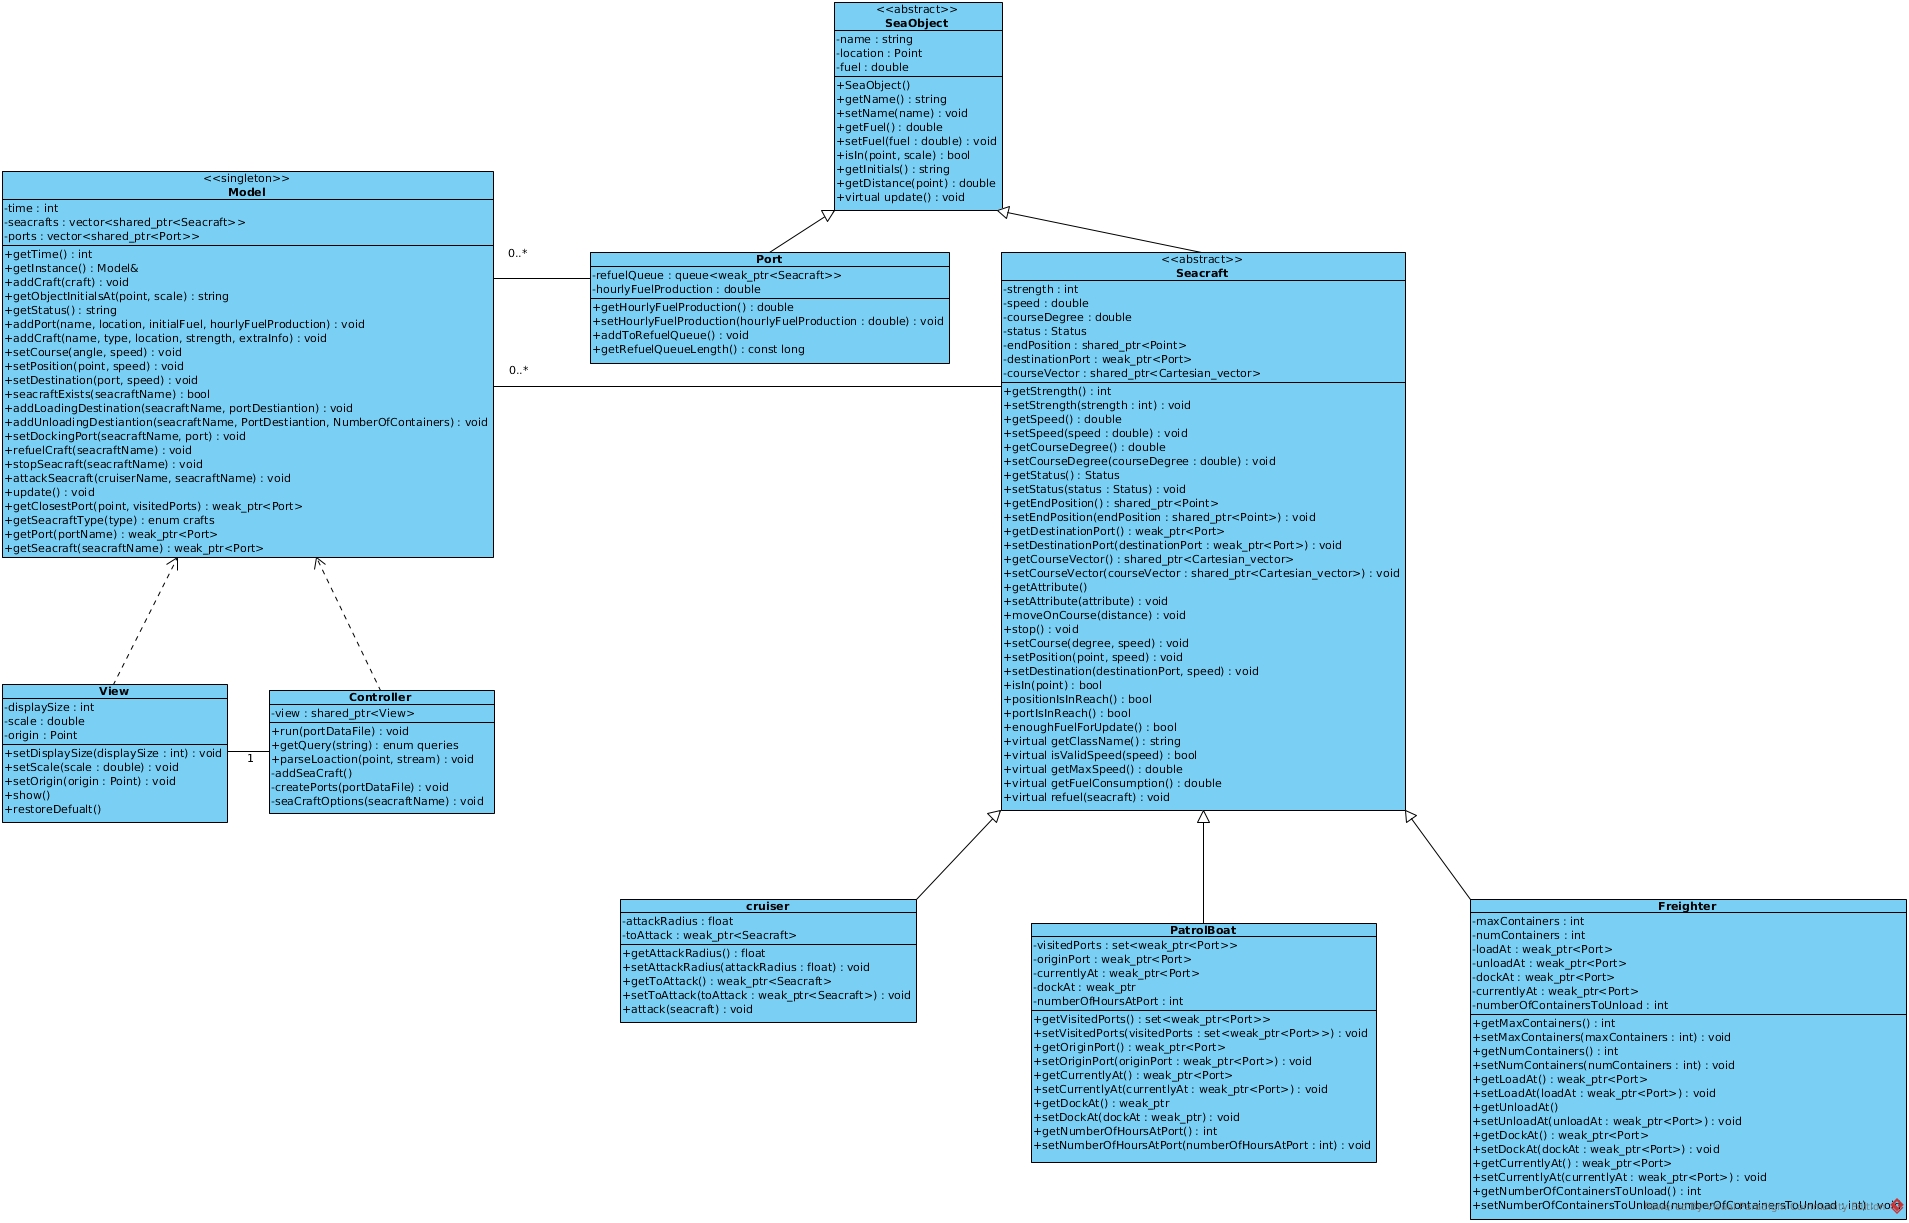 <<abstract>>
SeaObject
-name : string
-location : Point
-fuel : double
+SeaObject()
+getName() : string
+setName(name) : void
+getFuel() : double
+setFuel(fuel : double) : void
+isIn(point, scale) : bool
+getInitials() : string
+getDistance(point) : double
+virtual update() : void
<<singleton>>
Model
-time : int
-seacrafts : vector<shared_ptr<Seacraft>>
-ports : vector<shared_ptr<Port>>
+getTime() : int
+getInstance() : Model&
+addCraft(craft) : void
+getObjectInitialsAt(point, scale) : string
+getStatus() : string
+addPort(name, location, initialFuel, hourlyFuelProduction) : void
+addCraft(name, type, location, strength, extraInfo) : void
+setCourse(angle, speed) : void
+setPosition(point, speed) : void
+setDestination(port, speed) : void
+seacraftExists(seacraftName) : bool
+addLoadingDestination(seacraftName, portDestiantion) : void
+addUnloadingDestiantion(seacraftName, PortDestiantion, NumberOfContainers) : void
+setDockingPort(seacraftName, port) : void
+refuelCraft(seacraftName) : void
+stopSeacraft(seacraftName) : void
+attackSeacraft(cruiserName, seacraftName) : void
+update() : void
+getClosestPort(point, visitedPorts) : weak_ptr<Port>
+getSeacraftType(type) : enum crafts
+getPort(portName) : weak_ptr<Port>
+getSeacraft(seacraftName) : weak_ptr<Port>
0..*
0..*
Port
-refuelQueue : queue<weak_ptr<Seacraft>>
-hourlyFuelProduction : double
+getHourlyFuelProduction() : double
+setHourlyFuelProduction(hourlyFuelProduction : double) : void
+addToRefuelQueue() : void
+getRefuelQueueLength() : const long
<<abstract>>
Seacraft
-strength : int
-speed : double
-courseDegree : double
-status : Status
-endPosition : shared_ptr<Point>
-destinationPort : weak_ptr<Port>
-courseVector : shared_ptr<Cartesian_vector>
+getStrength() : int
+setStrength(strength : int) : void
+getSpeed() : double
+setSpeed(speed : double) : void
+getCourseDegree() : double
+setCourseDegree(courseDegree : double) : void
+getStatus() : Status
+setStatus(status : Status) : void
+getEndPosition() : shared_ptr<Point>
+setEndPosition(endPosition : shared_ptr<Point>) : void
+getDestinationPort() : weak_ptr<Port>
+setDestinationPort(destinationPort : weak_ptr<Port>) : void
+getCourseVector() : shared_ptr<Cartesian_vector>
+setCourseVector(courseVector : shared_ptr<Cartesian_vector>) : void
+getAttribute()
+setAttribute(attribute) : void
+moveOnCourse(distance) : void
+stop() : void
+setCourse(degree, speed) : void
+setPosition(point, speed) : void
+setDestination(destinationPort, speed) : void
+isIn(point) : bool
+positionIsInReach() : bool
+portIsInReach() : bool
+enoughFuelForUpdate() : bool
+virtual getClassName() : string
+virtual isValidSpeed(speed) : bool
+virtual getMaxSpeed() : double
+virtual getFuelConsumption() : double
+virtual refuel(seacraft) : void
View
-displaySize : int
-scale : double
-origin : Point
+setDisplaySize(displaySize : int) : void
+setScale(scale : double) : void
+setOrigin(origin : Point) : void
+show()
+restoreDefualt()
1
Controller
-view : shared_ptr<View>
+run(portDataFile) : void
+getQuery(string) : enum queries
+parseLoaction(point, stream) : void
-addSeaCraft()
-createPorts(portDataFile) : void
-seaCraftOptions(seacraftName) : void
cruiser
-attackRadius : float
-toAttack : weak_ptr<Seacraft>
+getAttackRadius() : float
+setAttackRadius(attackRadius : float) : void
+getToAttack() : weak_ptr<Seacraft>
+setToAttack(toAttack : weak_ptr<Seacraft>) : void
+attack(seacraft) : void
PatrolBoat
-visitedPorts : set<weak_ptr<Port>>
-originPort : weak_ptr<Port>
-currentlyAt : weak_ptr<Port>
-dockAt : weak_ptr
-numberOfHoursAtPort : int
+getVisitedPorts() : set<weak_ptr<Port>>
+setVisitedPorts(visitedPorts : set<weak_ptr<Port>>) : void
+getOriginPort() : weak_ptr<Port>
+setOriginPort(originPort : weak_ptr<Port>) : void
+getCurrentlyAt() : weak_ptr<Port>
+setCurrentlyAt(currentlyAt : weak_ptr<Port>) : void
+getDockAt() : weak_ptr
+setDockAt(dockAt : weak_ptr) : void
+getNumberOfHoursAtPort() : int
+setNumberOfHoursAtPort(numberOfHoursAtPort : int) : void
Freighter
-maxContainers : int
-numContainers : int
-loadAt : weak_ptr<Port>
-unloadAt : weak_ptr<Port>
-dockAt : weak_ptr<Port>
-currentlyAt : weak_ptr<Port>
-numberOfContainersToUnload : int
+getMaxContainers() : int
+setMaxContainers(maxContainers : int) : void
+getNumContainers() : int
+setNumContainers(numContainers : int) : void
+getLoadAt() : weak_ptr<Port>
+setLoadAt(loadAt : weak_ptr<Port>) : void
+getUnloadAt()
+setUnloadAt(unloadAt : weak_ptr<Port>) : void
+getDockAt() : weak_ptr<Port>
+setDockAt(dockAt : weak_ptr<Port>) : void
+getCurrentlyAt() : weak_ptr<Port>
+setCurrentlyAt(currentlyAt : weak_ptr<Port>) : void
+getNumberOfContainersToUnload() : int
+setNumberOfContainersToUnload(numberOfContainersToUnload : int) : void